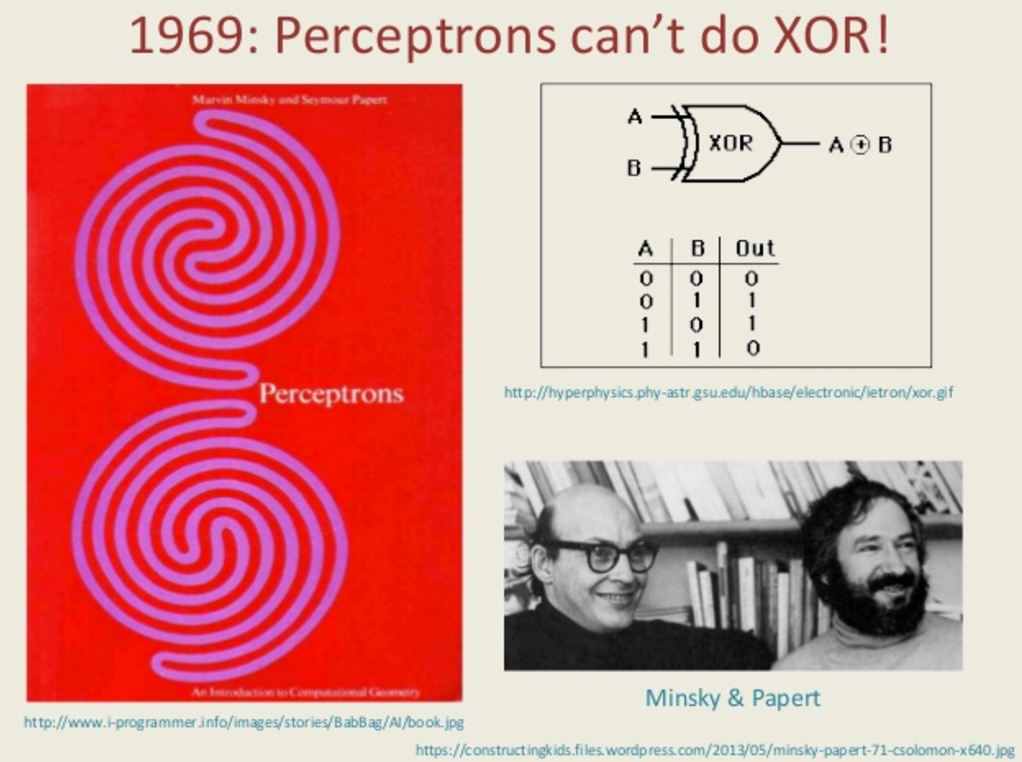 1969: Perceptrons can't do XOR!
Marvin Minsky and Seymour Papert
Perceptrons
An Introduction to Computational Geometry
http://www.i-programmer.info/images/stories/BabBag/AI/book.jpg
A
B
XOR
A ⊕ B
A B Out
0 0 0
0 1 1
1 0 1
1 1 0
http://hyperphysics.phy-astr.gsu.edu/hbase/electronic/ietron/xor.gif
Minsky & Papert
https://constructingkids.files.wordpress.com/2013/05/minsky-papert-71-csolomon-x640.jpg